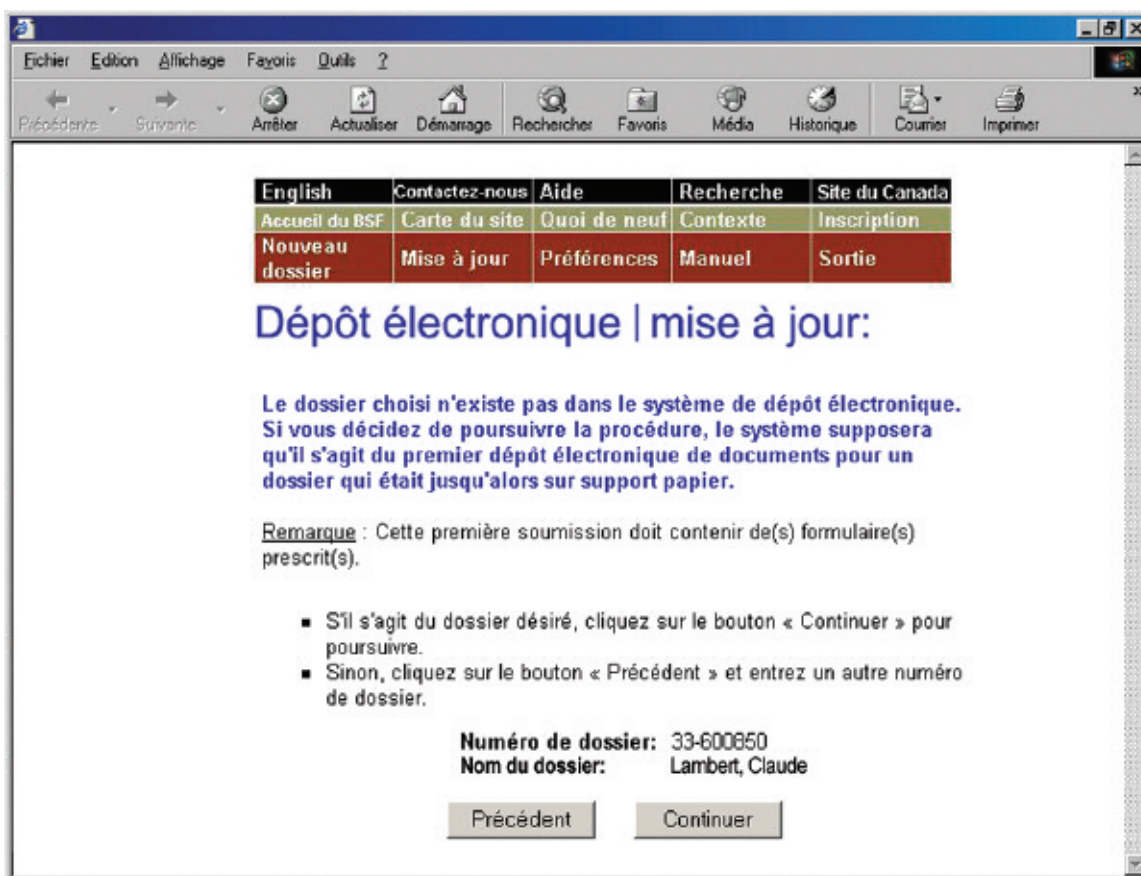 Fichier Edition Affichage Favoris Outils ?
Précédente Suivante Arrêter Actualiser Démarrage Rechercher Favoris Média Historique Courrier Imprimer
English Contactez-nous Aide Recherche Site du Canada
Accueil du BSF Carte du site Quoi de neuf Contexte Inscription
Nouveau dossier Mise à jour Préférences Manuel Sortie
Dépôt électronique | mise à jour:
Le dossier choisi n'existe pas dans le système de dépôt électronique.
Si vous décidez de poursuivre la procédure, le système supposera
qu'il s'agit du premier dépôt électronique de documents pour un
dossier qui était jusqu'alors sur support papier.
Remarque : Cette première soumission doit contenir de(s) formulaire(s)
prescrit(s).
▪ S'il s'agit du dossier désiré, cliquez sur le bouton « Continuer » pour
poursuivre.
▪ Sinon, cliquez sur le bouton « Précédent » et entrez un autre numéro
de dossier.
Numéro de dossier: 33-600850
Nom du dossier: Lambert, Claude
Précédent Continuer